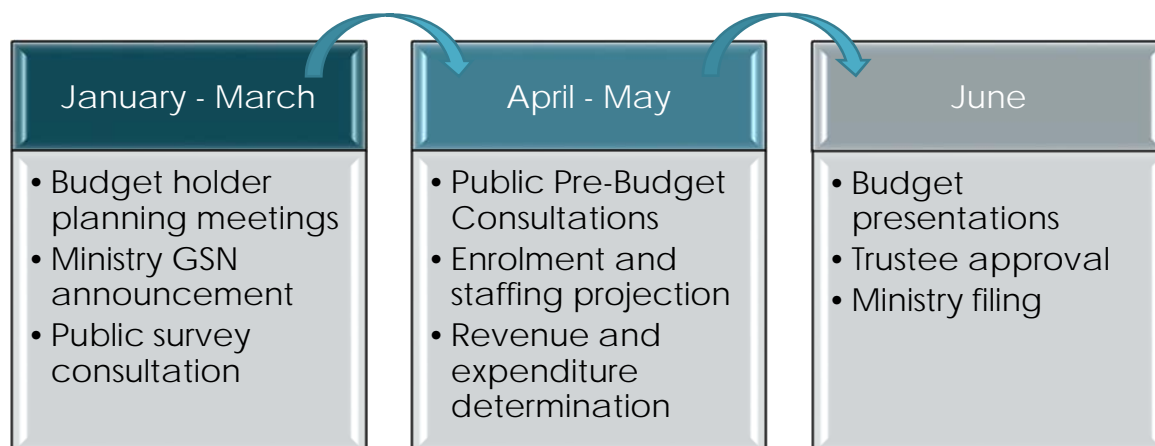 January - March
• Budget holder
planning meetings
• Ministry GSN
announcement
• Public survey
consultation
April - May
• Public Pre-Budget
Consultations
• Enrolment and
staffing projection
• Revenue and
expenditure
determination
June
• Budget
presentations
• Trustee approval
• Ministry filing